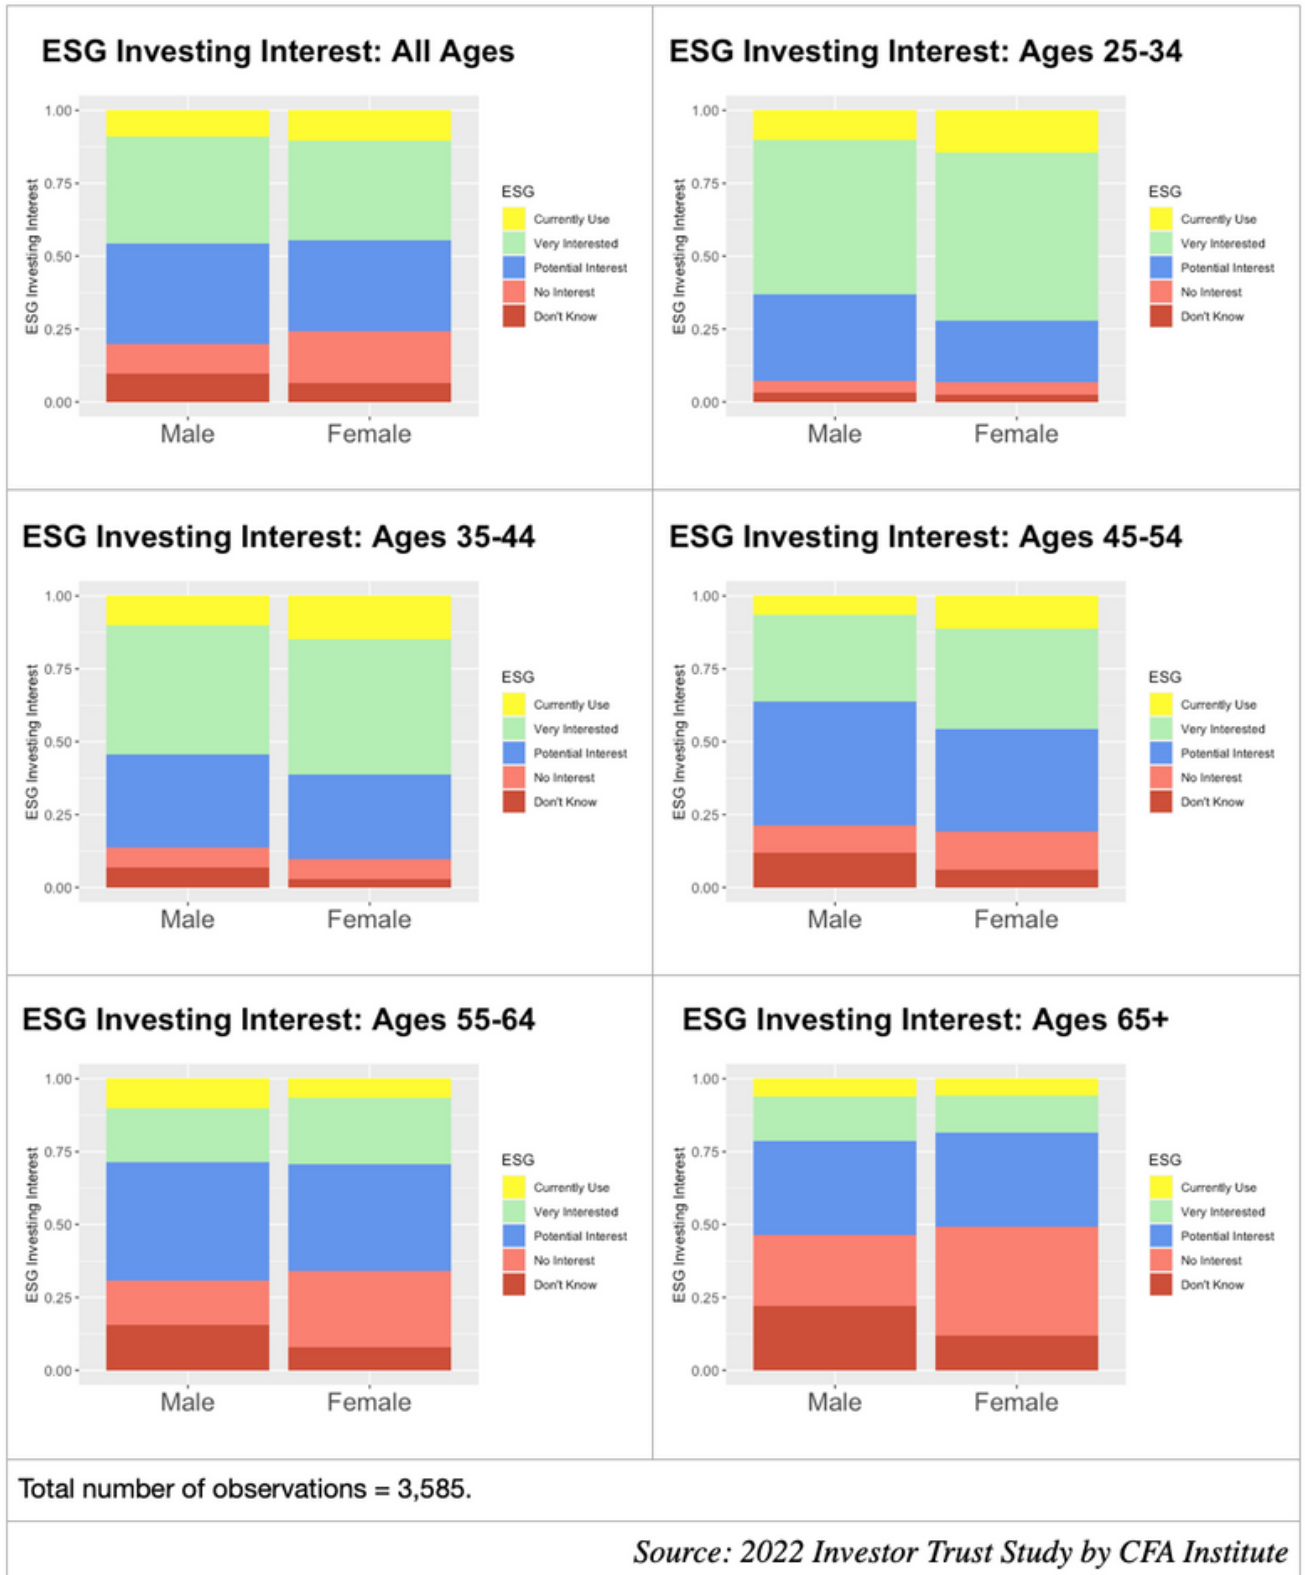 ESG Investing Interest: All Ages
1.00
0.75
0.50
0.25
0.00
ESG Investing Interest
Male
Female
ESG
Currently Use
Very Interested
Potential Interest
No Interest
Don't Know
ESG Investing Interest: Ages 25-34
1.00
0.75
0.50
0.25
0.00
ESG Investing Interest
Male
Female
ESG
Currently Use
Very Interested
Potential Interest
No Interest
Don't Know
ESG Investing Interest: Ages 35-44
1.00
0.75
0.50
0.25
0.00
ESG Investing Interest
Male
Female
ESG
Currently Use
Very Interested
Potential Interest
No Interest
Don't Know
ESG Investing Interest: Ages 45-54
1.00
0.75
0.50
0.25
0.00
ESG Investing Interest
Male
Female
ESG
Currently Use
Very Interested
Potential Interest
No Interest
Don't Know
ESG Investing Interest: Ages 55-64
1.00
0.75
0.50
0.25
0.00
ESG Investing Interest
Male
Female
ESG
Currently Use
Very Interested
Potential Interest
No Interest
Don't Know
ESG Investing Interest: Ages 65+
1.00
0.75
0.50
0.25
0.00
ESG Investing Interest
Male
Female
ESG
Currently Use
Very Interested
Potential Interest
No Interest
Don't Know
Total number of observations = 3,585.
Source: 2022 Investor Trust Study by CFA Institute